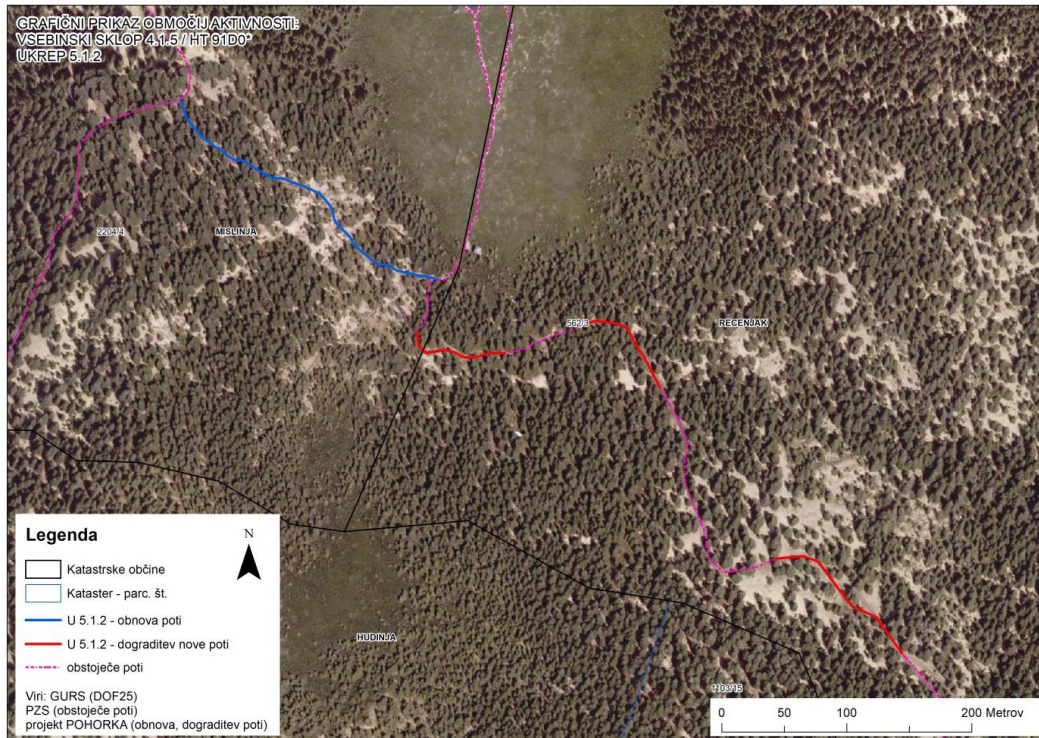 GRAFIČNI PRIKAZ OBMOČIJ AKTIVNOSTI:
VSEBINSKI SKLOP 4.1.5 / HT 91D0*
UKREP 5.1.2
2204/4
MISLINJA
562/3
RECENJAK
HUDINJA
1103/15
Legenda
N
Katastrske občine
Kataster - parc. št.
U 5.1.2 - obnova poti
U 5.1.2 - dograditev nove poti
obstoječe poti
Viri: GURS (DOF25)
PZS (obstoječe poti)
projekt POHORKA (obnova, dograditev poti)
0 50 100 200 Metrov